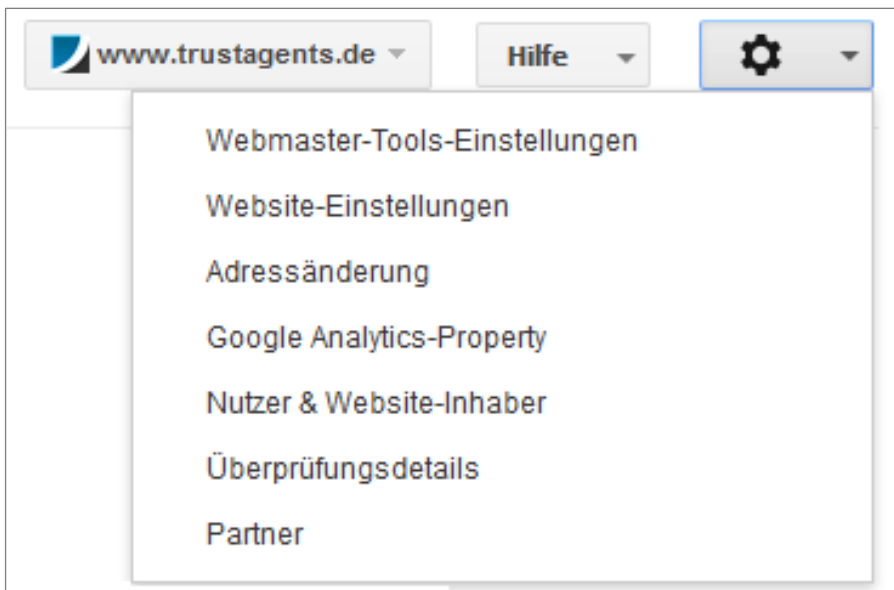 www.trustagents.de Hilfe
Webmaster-Tools-Einstellungen
Website-Einstellungen
Adressänderung
Google Analytics-Property
Nutzer & Website-Inhaber
Überprüfungsdetails
Partner